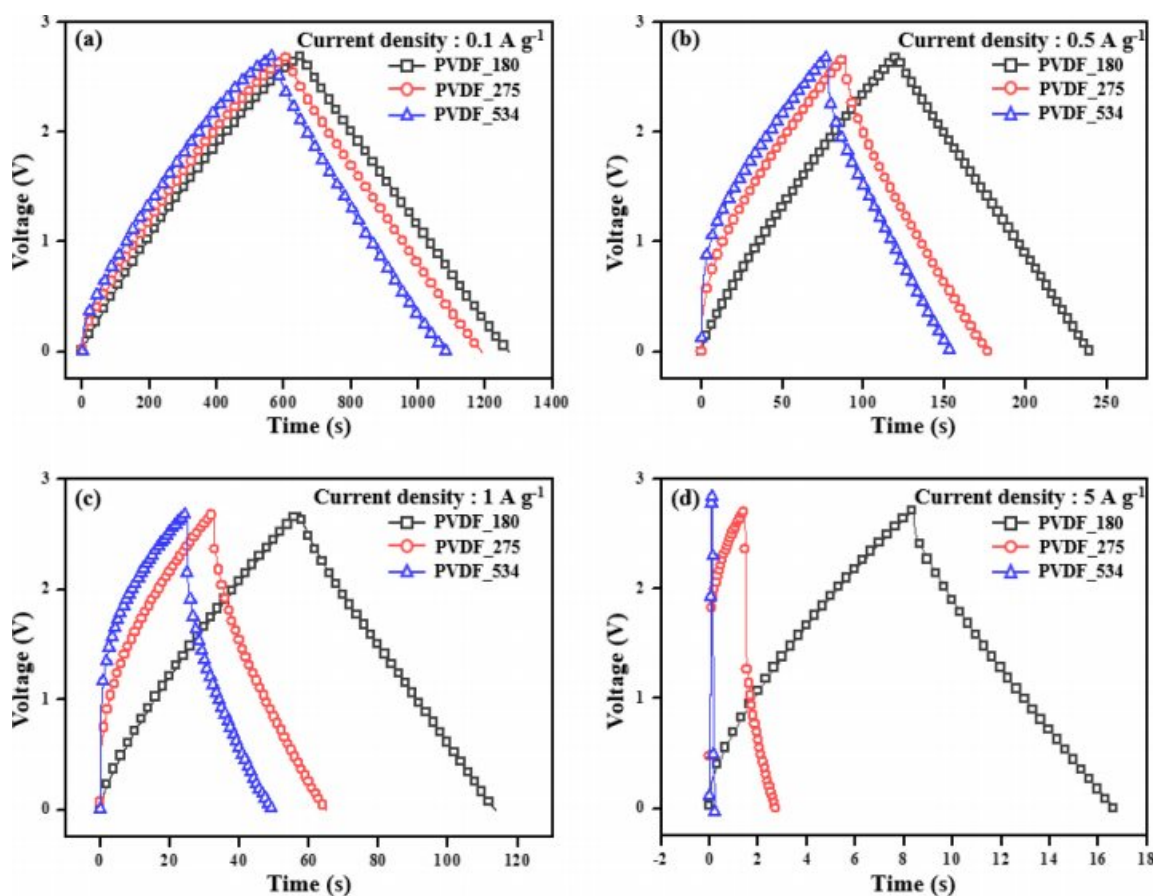 (a)
Current density : 0.1 A g-1
PVDF_180
PVDF_275
PVDF_534
3
2
1
0
Voltage (V)
0 200 400 600 800 1000 1200 1400
Time (s)
(b)
Current density : 0.5 A g-1
PVDF_180
PVDF_275
PVDF_534
3
2
1
0
Voltage (V)
0 50 100 150 200 250
Time (s)
(c)
Current density : 1 A g-1
PVDF_180
PVDF_275
PVDF_534
3
2
1
0
Voltage (V)
0 20 40 60 80 100 120
Time (s)
(d)
Current density : 5 A g-1
PVDF_180
PVDF_275
PVDF_534
3
2
1
0
Voltage (V)
-2 0 2 4 6 8 10 12 14 16 18
Time (s)